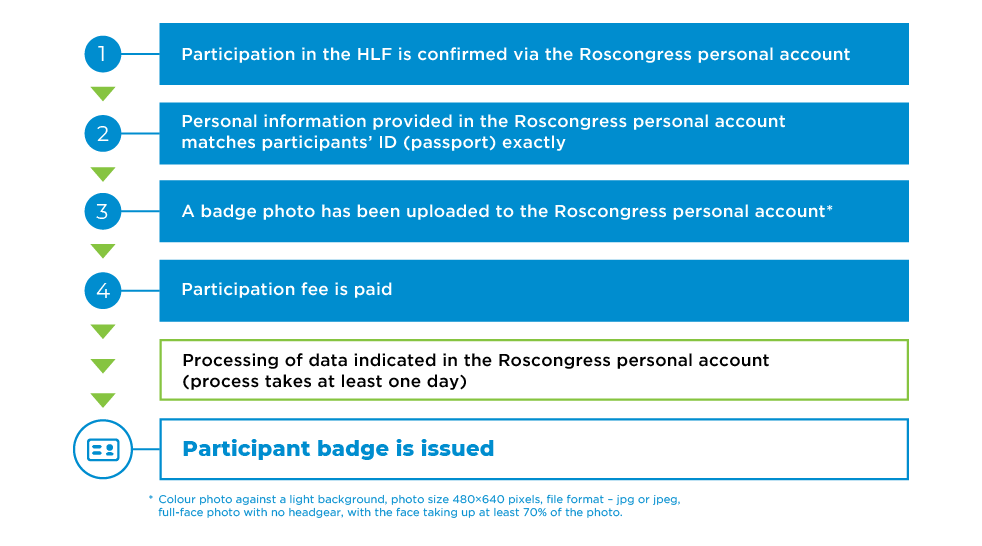 1
Participation in the HLF is confirmed via the Roscongress personal account
2
Personal information provided in the Roscongress personal account
matches participants’ ID (passport) exactly
3
A badge photo has been uploaded to the Roscongress personal account*
4
Participation fee is paid
Processing of data indicated in the Roscongress personal account
(process takes at least one day)
Participant badge is issued
* Colour photo against a light background, photo size 480×640 pixels, file format – jpg or jpeg,
full-face photo with no headgear, with the face taking up at least 70% of the photo.